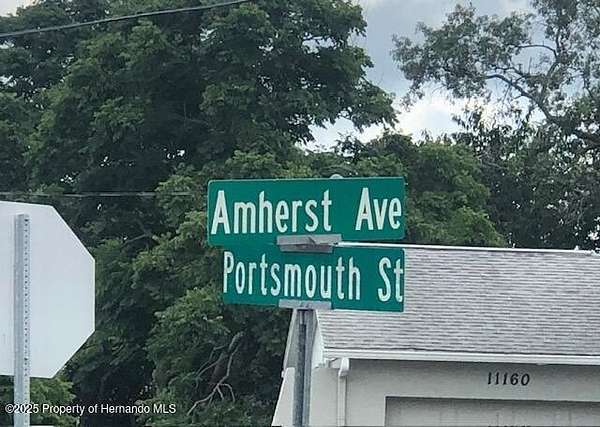 Amherst Ave
Portsmouth St
11160
©2025 Property of Hernando MLS